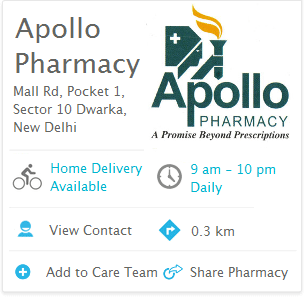 Apollo
Pharmacy
Mall Rd, Pocket 1,
Sector 10 Dwarka,
New Delhi
Apollo
PHARMACY
A Promise Beyond Prescriptions
Home Delivery
Available
9 am – 10 pm
Daily
View Contact
0.3 km
Add to Care Team
Share Pharmacy